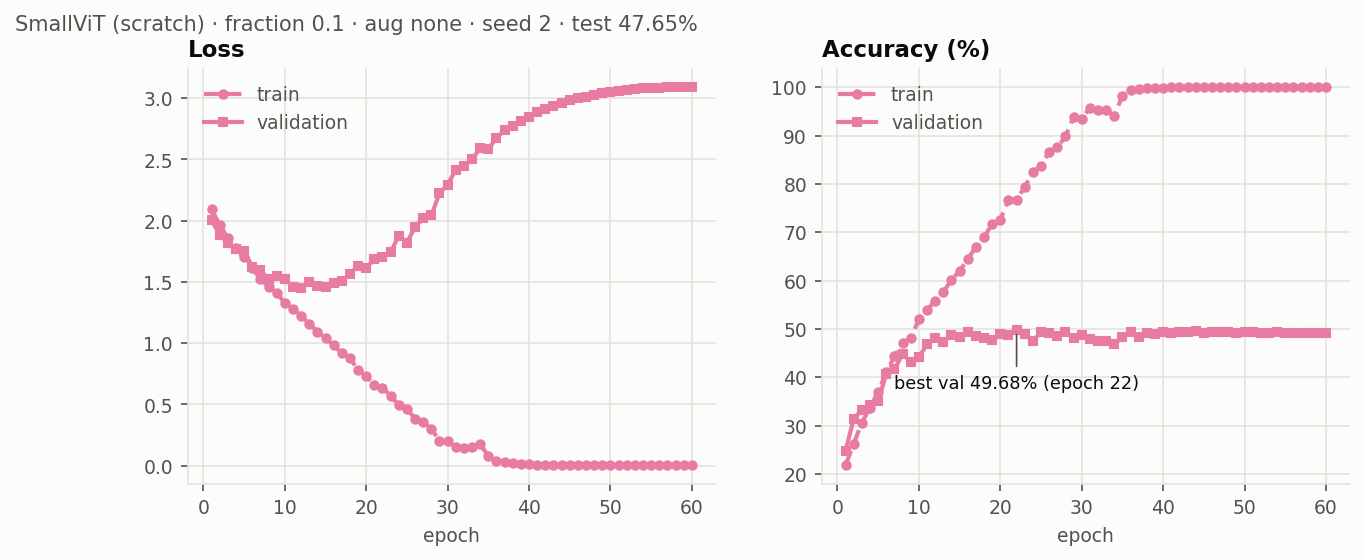 SmallViT (scratch) · fraction 0.1 · aug none · seed 2 · test 47.65%
Loss
train
validation
3.0
2.5
2.0
1.5
1.0
0.5
0.0
0 10 20 30 40 50 60
epoch
Accuracy (%)
train
validation
100
90
80
70
60
50
40
30
20
best val 49.68% (epoch 22)
0 10 20 30 40 50 60
epoch